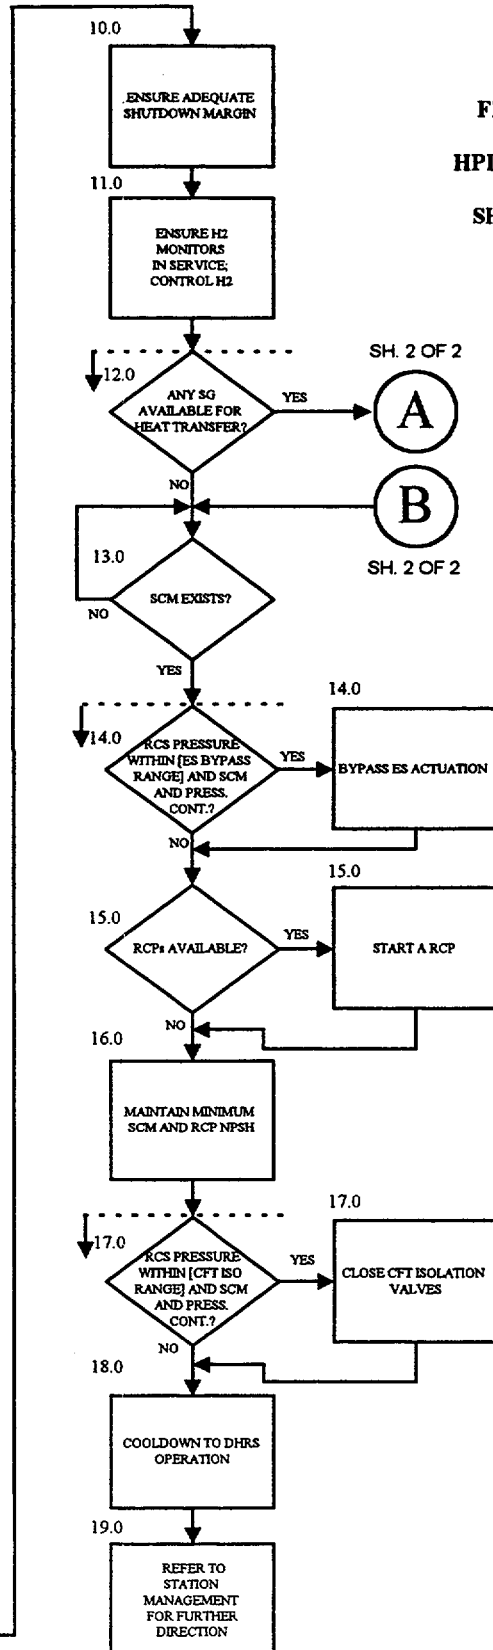 10.0
ENSURE ADEQUATE
SHUTDOWN MARGIN
11.0
ENSURE H2
MONITORS
IN SERVICE;
CONTROL H2
12.0
ANY SG
AVAILABLE FOR
HEAT TRANSFER?
YES
SH. 2 OF 2
A
NO
B
SH. 2 OF 2
13.0
SCM EXISTS?
NO
YES
14.0
RCS PRESSURE
WITHIN [ES BYPASS
RANGE] AND SCM
AND PRESS.
CONT.?
YES
14.0
BYPASS ES ACTUATION
NO
15.0
RCPs AVAILABLE?
YES
15.0
START A RCP
NO
16.0
MAINTAIN MINIMUM
SCM AND RCP NPSH
17.0
RCS PRESSURE
WITHIN [CFT ISO
RANGE] AND SCM
AND PRESS.
CONT.?
YES
17.0
CLOSE CFT ISOLATION
VALVES
NO
18.0
COOLDOWN TO DHRS
OPERATION
19.0
REFER TO
STATION
MANAGEMENT
FOR FURTHER
DIRECTION